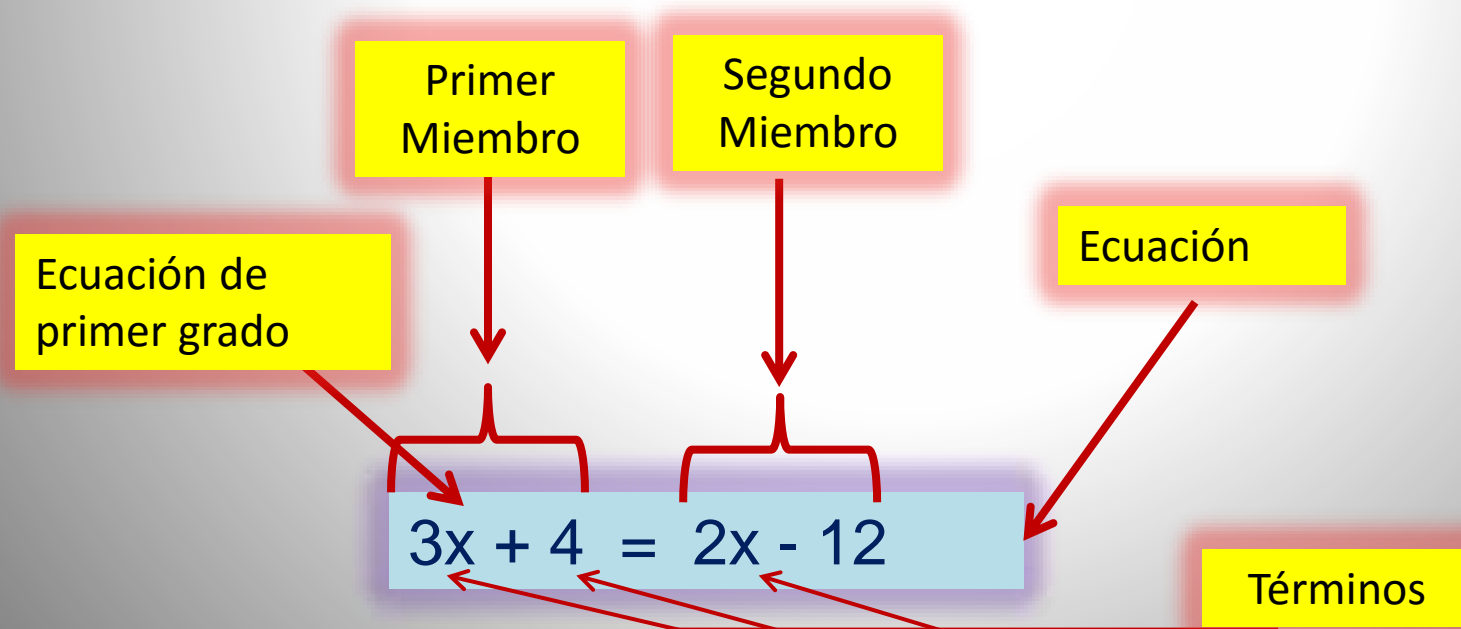 Primer
Miembro
Segundo
Miembro
Ecuación de
primer grado
Ecuación
3x + 4 = 2x - 12
Términos